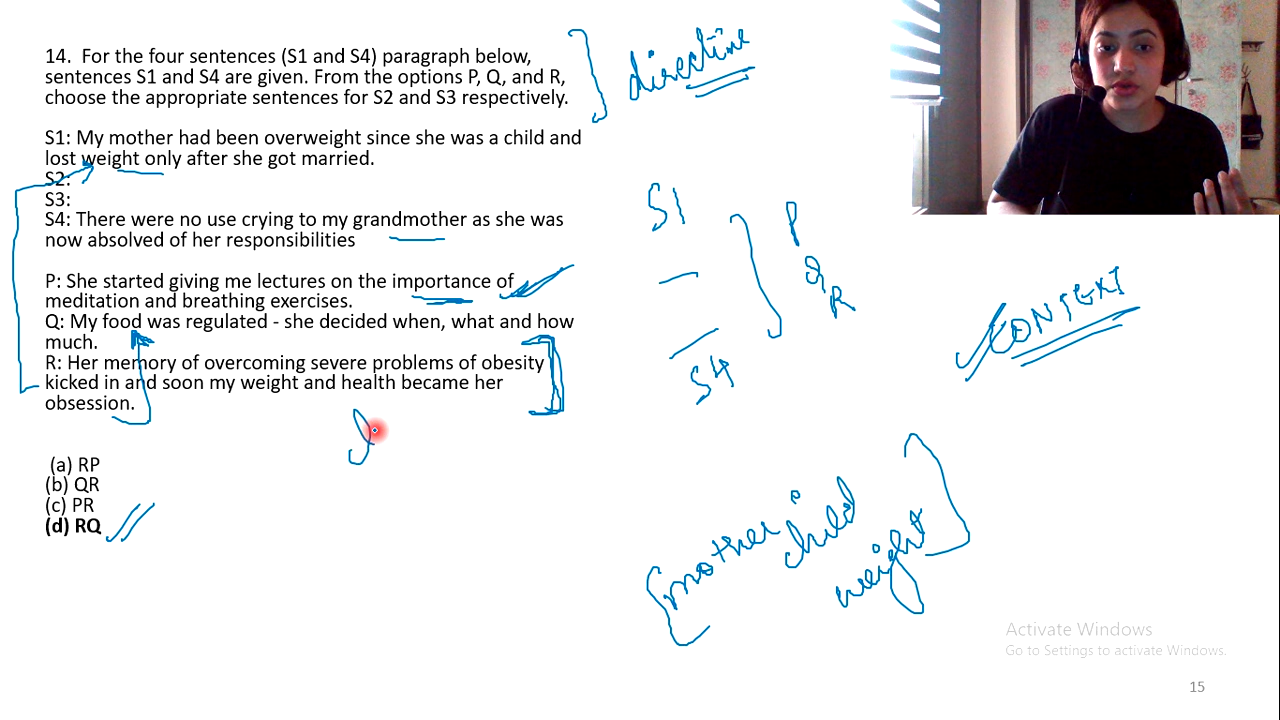 14. For the four sentences (S1 and S4) paragraph below,
sentences S1 and S4 are given. From the options P, Q, and R,
choose the appropriate sentences for S2 and S3 respectively.
S1: My mother had been overweight since she was a child and
lost weight only after she got married.
S2:
S3:
S4: There were no use crying to my grandmother as she was
now absolved of her responsibilities
P: She started giving me lectures on the importance of
meditation and breathing exercises.
Q: My food was regulated - she decided when, what and how
much.
R: Her memory of overcoming severe problems of obesity
kicked in and soon my weight and health became her
obsession.
(a) RP
(b) QR
(c) PR
(d) RQ
directive
S1
S4
P
Q
R
CONTEXT
mother
child
weight
Activate Windows
Go to Settings to activate Windows.
15